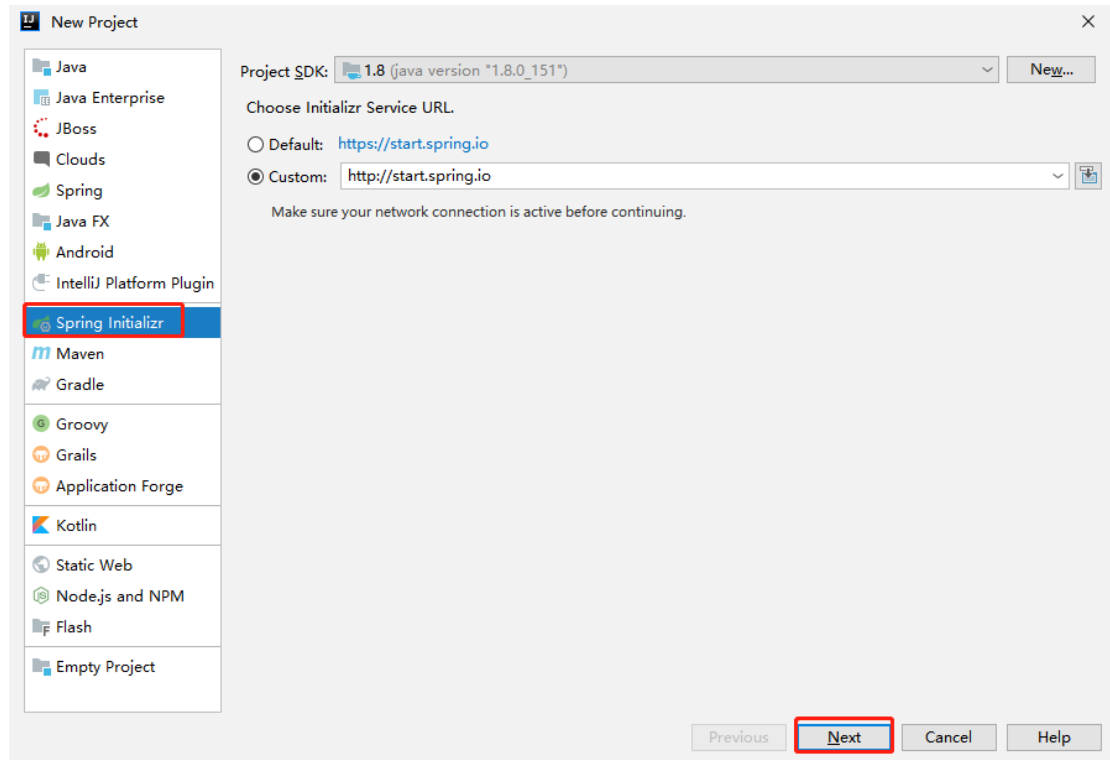 New Project
Java
Java Enterprise
JBoss
Clouds
Spring
Java FX
Android
IntelliJ Platform Plugin
Spring Initializr
Maven
Gradle
Groovy
Grails
Application Forge
Kotlin
Static Web
Node.js and NPM
Flash
Empty Project
Project SDK: 1.8 (java version "1.8.0_151") New...
Choose Initializr Service URL.
Default: https://start.spring.io
Custom: http://start.spring.io
Make sure your network connection is active before continuing.
Previous Next Cancel Help